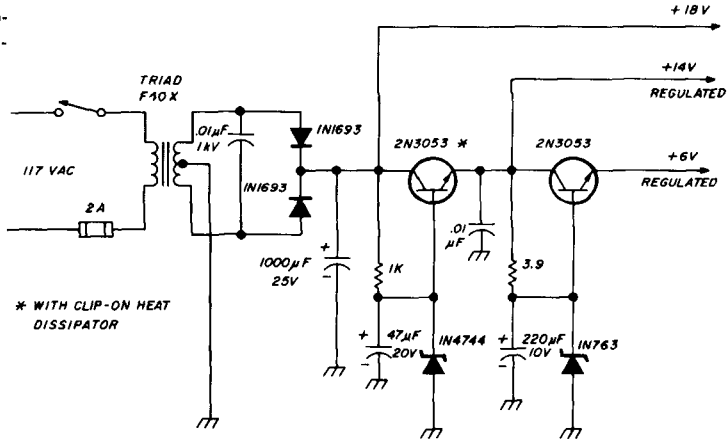 +18V
TRIAD
F40X
+14V
REGULATED
.01µF
1kV
1N1693
2N3053 *
2N3053
117 VAC
+6V
REGULATED
1N1693
2A
.01
µF
+
1000µF
25V
-
1K
3.9
* WITH CLIP-ON HEAT
DISSIPATOR
+
47µF
20V
-
1N4744
+
220µF
10V
-
1N763